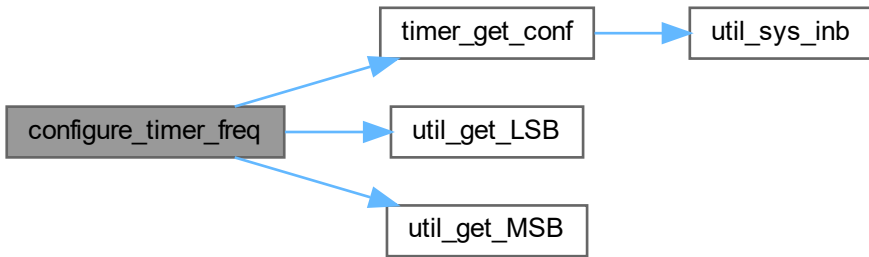 timer_get_conf
util_sys_inb
configure_timer_freq
util_get_LSB
util_get_MSB